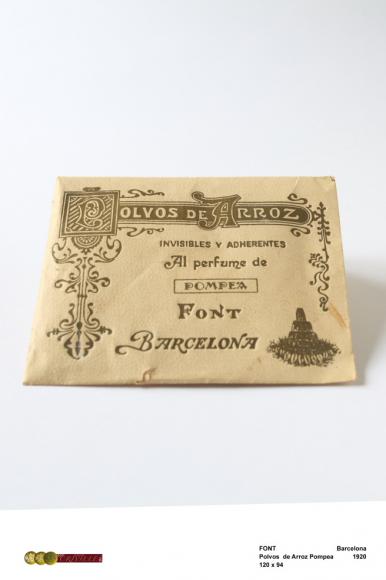 POLVOS DE ARROZ
INVISIBLES Y ADHERENTES
Al perfume de
POMPEA
FONT
BARCELONA
FONT Barcelona
Polvos de Arroz Pompea 1920
120 x 94